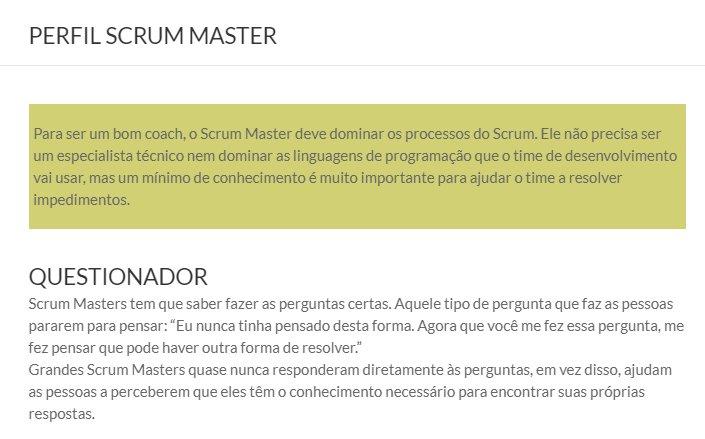 PERFIL SCRUM MASTER
Para ser um bom coach, o Scrum Master deve dominar os processos do Scrum. Ele não precisa ser
um especialista técnico nem dominar as linguagens de programação que o time de desenvolvimento
vai usar, mas um mínimo de conhecimento é muito importante para ajudar o time a resolver
impedimentos.
QUESTIONADOR
Scrum Masters tem que saber fazer as perguntas certas. Aquele tipo de pergunta que faz as pessoas
pararem para pensar: “Eu nunca tinha pensado desta forma. Agora que você me fez essa pergunta, me
fez pensar que pode haver outra forma de resolver.”
Grandes Scrum Masters quase nunca responderam diretamente às perguntas, em vez disso, ajudam
as pessoas a perceberem que eles têm o conhecimento necessário para encontrar suas próprias
respostas.